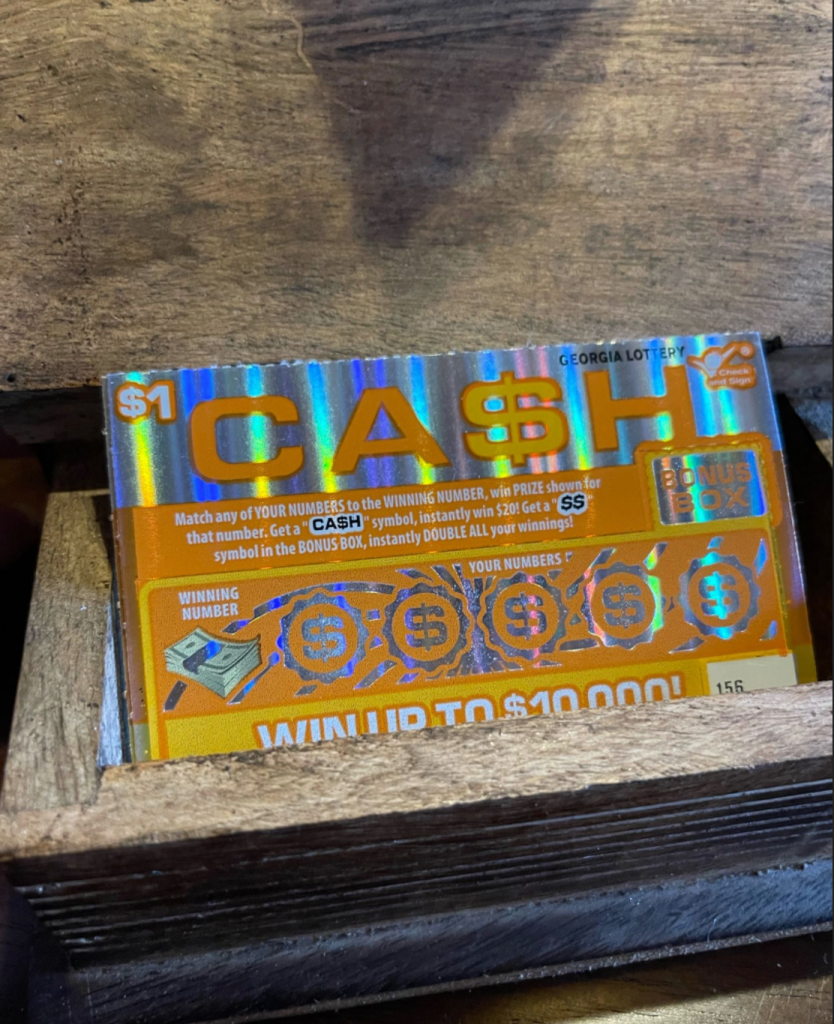 GEORGIA LOTTERY
Check
and Sign
$1
CA$H
BONUS
BOX
Match any of YOUR NUMBERS to the WINNING NUMBER, win PRIZE shown for
that number. Get a "CA$H" symbol, instantly win $20! Get a "$$"
symbol in the BONUS BOX, instantly DOUBLE ALL your winnings!
WINNING
NUMBER
YOUR NUMBERS
$ $ $ $ $
WIN UP TO $10,000!
156